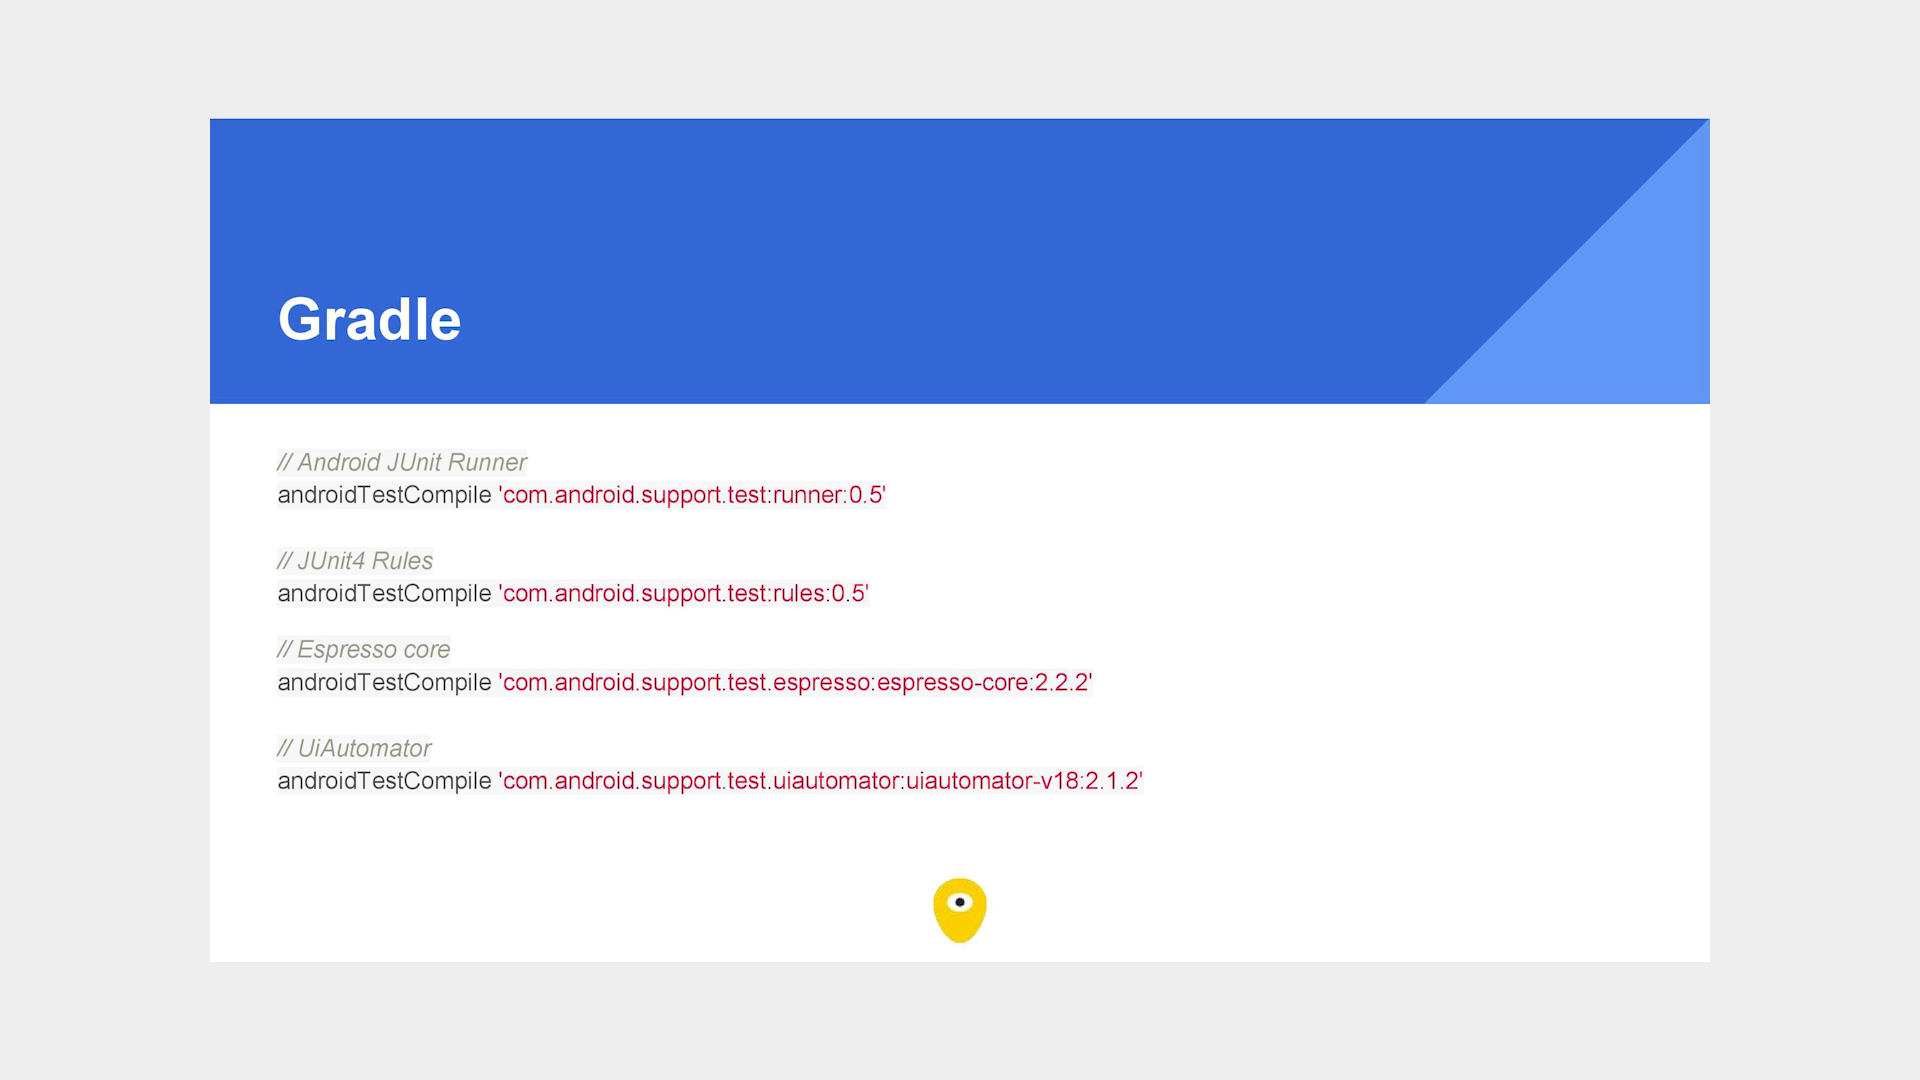 Gradle
// Android JUnit Runner
androidTestCompile 'com.android.support.test:runner:0.5'
// JUnit4 Rules
androidTestCompile 'com.android.support.test:rules:0.5'
// Espresso core
androidTestCompile 'com.android.support.test.espresso:espresso-core:2.2.2'
// UiAutomator
androidTestCompile 'com.android.support.test.uiautomator:uiautomator-v18:2.1.2'